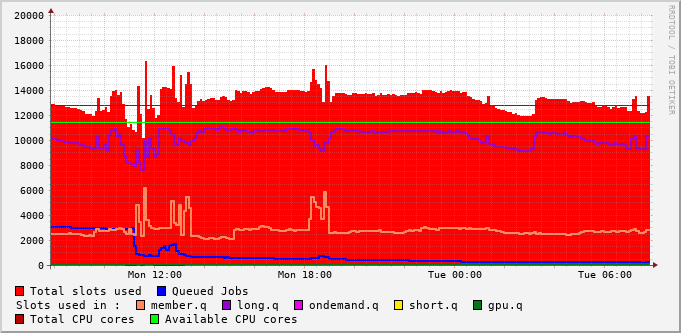 20000
18000
16000
14000
12000
10000
8000
6000
4000
2000
0
Mon 12:00 Mon 18:00 Tue 00:00 Tue 06:00
RRDTOOL / TOBI OETIKER
Total slots used Queued Jobs
Slots used in : member.q long.q ondemand.q short.q gpu.q
Total CPU cores Available CPU cores